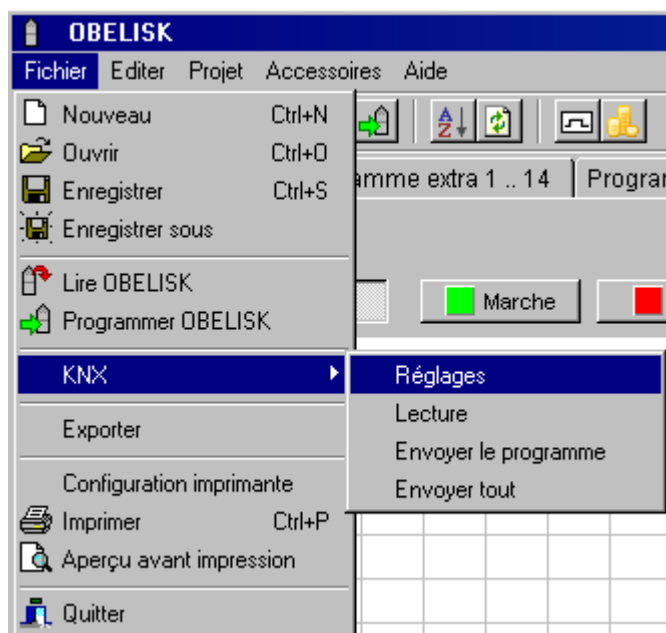 OBELISK
Fichier Editer Projet Accessoires Aide
Nouveau Ctrl+N
Ouvrir Ctrl+O
Enregistrer Ctrl+S
Enregistrer sous
Lire OBELISK
Programmer OBELISK
KNX
Exporter
Configuration imprimante
Imprimer Ctrl+P
Aperçu avant impression
Quitter
A
Z
amme extra 1 .. 14
Progran
Marche
Réglages
Lecture
Envoyer le programme
Envoyer tout